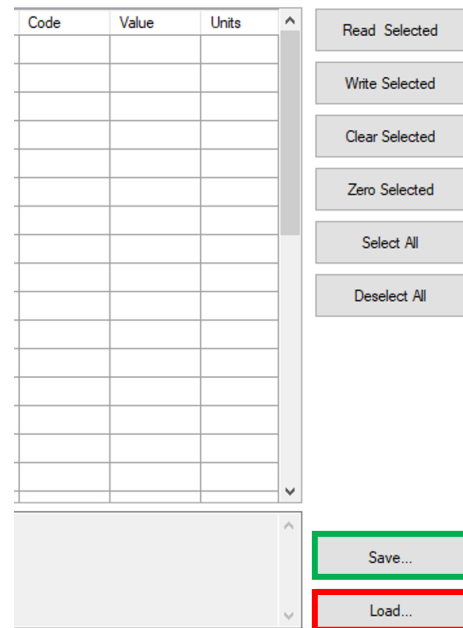 Code Value Units
Read Selected
Write Selected
Clear Selected
Zero Selected
Select All
Deselect All
Save...
Load...